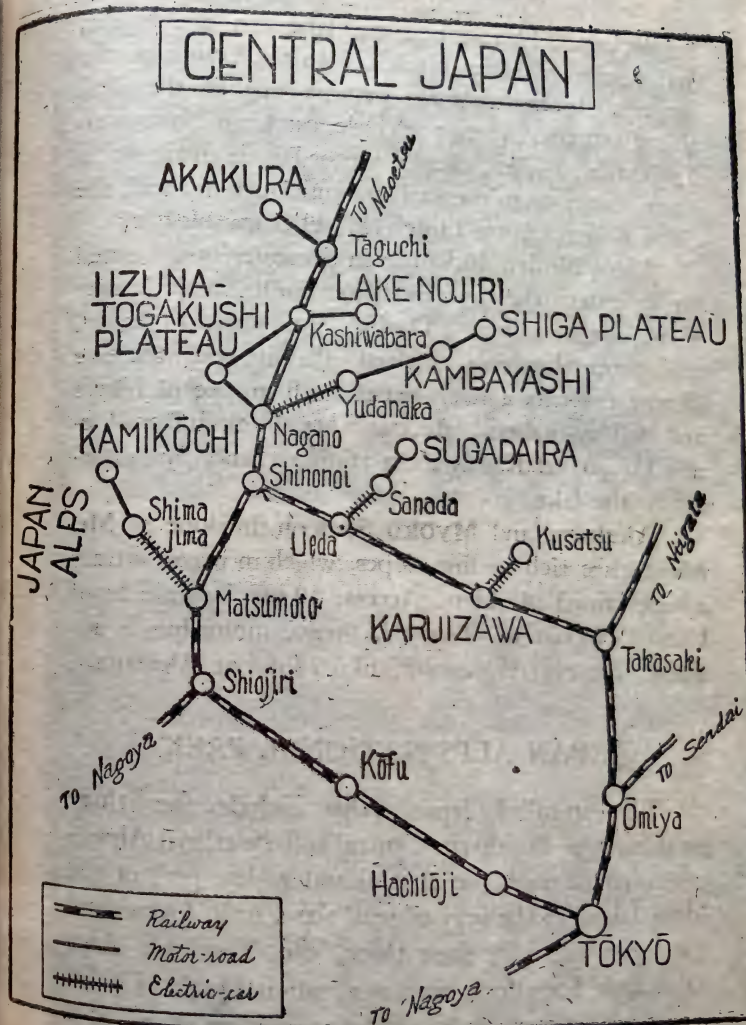 CENTRAL JAPAN
AKAKURA
TO Naoetsu
Taguchi
IIZUNA-
TOGAKUSHI
PLATEAU
LAKE NOJIRI
Kashiwabara
SHIGA PLATEAU
KAMBAYASHI
Yudanaka
Nagano
KAMIKŌCHI
Shinonoi
SUGADAIRA
Sanada
JAPAN
ALPS
Shima
jima
Ueda
Kusatsu
TO Niigata
Matsumoto
KARUIZAWA
Takasaki
Shiojiri
TO Nagoya
TO Sendai
Kōfu
Ōmiya
Hachiōji
TŌKYŌ
Railway
Motor-road
Electric-car
TO Nagoya